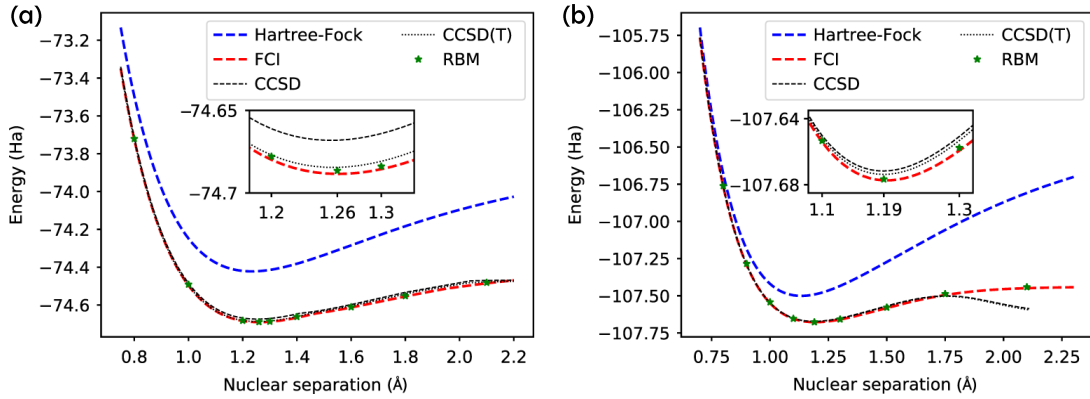 (a)
Energy (Ha)
−73.2
−73.4
−73.6
−73.8
−74.0
−74.2
−74.4
−74.6
Hartree-Fock
FCI
CCSD
CCSD(T)
RBM
−74.65
−74.7
1.2
1.26
1.3
0.8
1.0
1.2
1.4
1.6
1.8
2.0
2.2
Nuclear separation (Å)
(b)
Energy (Ha)
−105.75
−106.00
−106.25
−106.50
−106.75
−107.00
−107.25
−107.50
−107.75
Hartree-Fock
FCI
CCSD
CCSD(T)
RBM
−107.64
−107.68
1.1
1.19
1.3
0.75
1.00
1.25
1.50
1.75
2.00
2.25
Nuclear separation (Å)